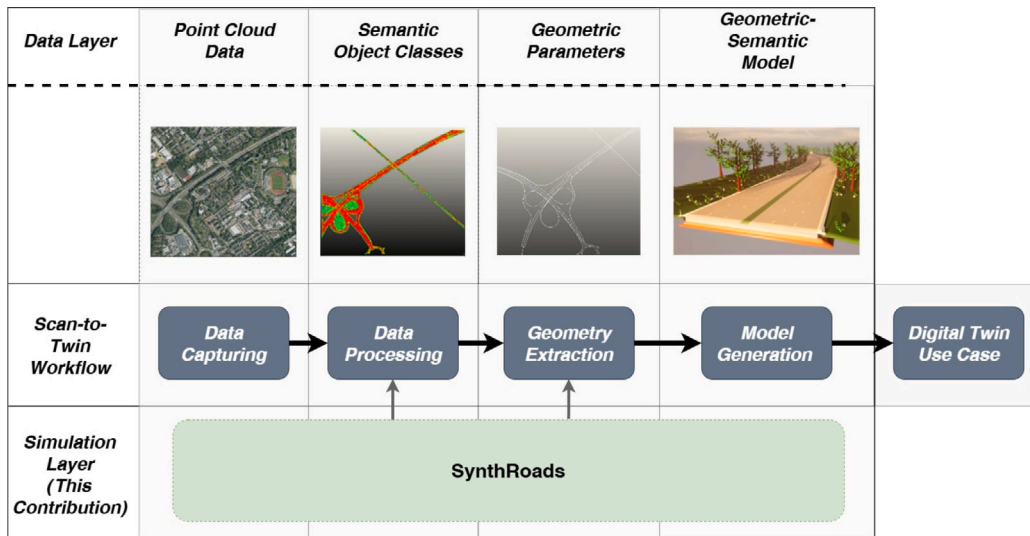 Data Layer
Point Cloud
Data
Semantic
Object Classes
Geometric
Parameters
Geometric-
Semantic
Model
Scan-to-
Twin
Workflow
Data
Capturing
Data
Processing
Geometry
Extraction
Model
Generation
Digital Twin
Use Case
Simulation
Layer
(This
Contribution)
SynthRoads